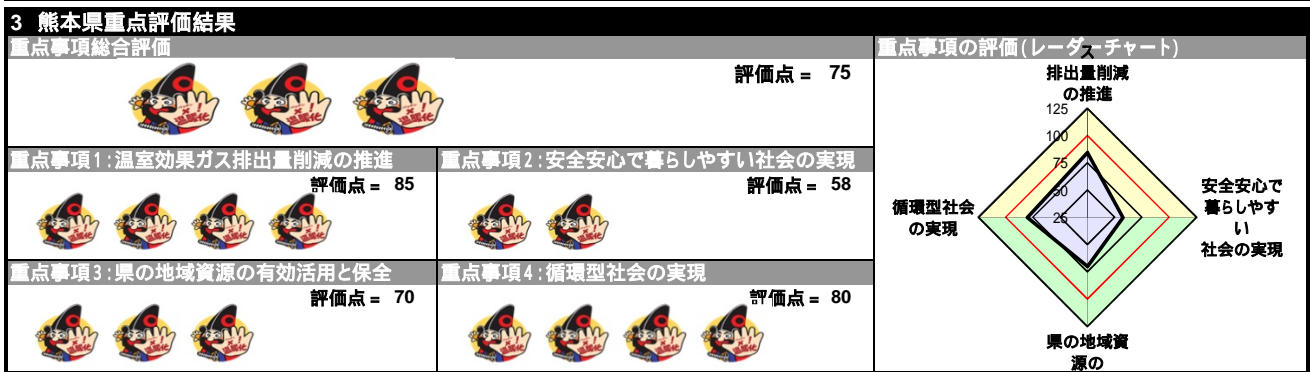 3 熊本県重点評価結果
重点事項総合評価
評価点 = 75
重点事項1:温室効果ガス排出量削減の推進
評価点 = 85
重点事項2:安全安心で暮らしやすい社会の実現
評価点 = 58
重点事項3:県の地域資源の有効活用と保全
評価点 = 70
重点事項4:循環型社会の実現
評価点 = 80
重点事項の評価(レーダーチャート)
ス
排出量削減
の推進
125
100
75
50
25
循環型社会
の実現
安全安心で
暮らしやす
い
社会の実現
県の地域資
源の